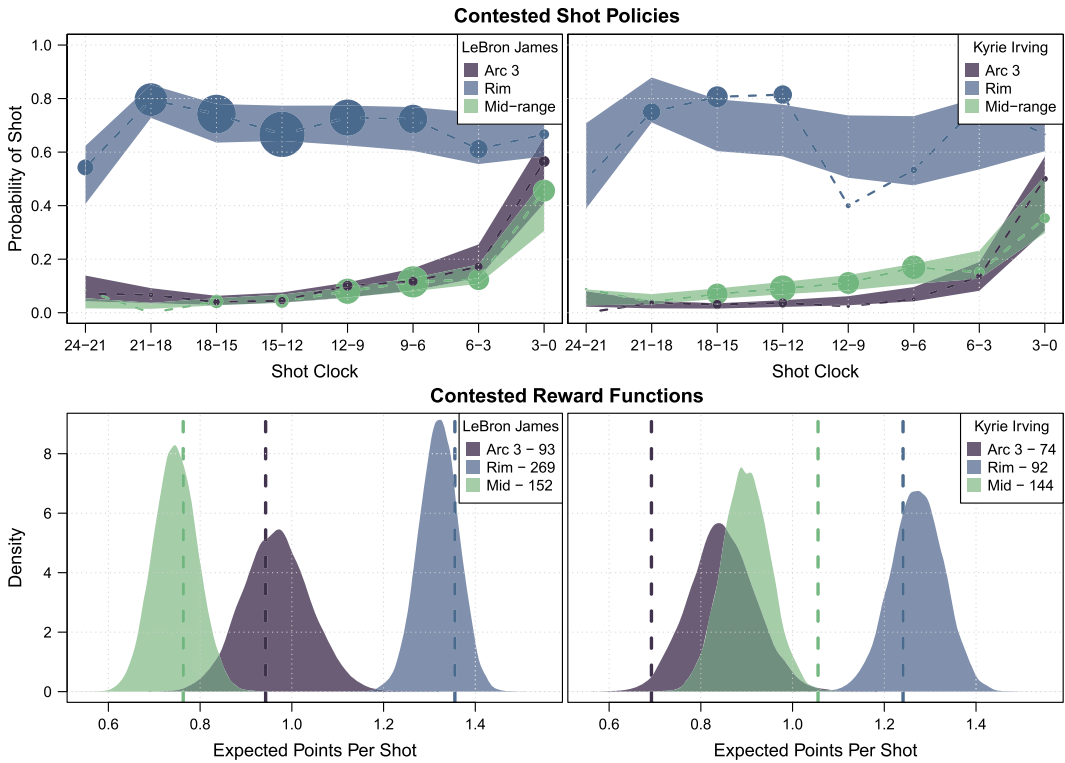 Contested Shot Policies
LeBron James
Arc 3
Rim
Mid−range
Kyrie Irving
Arc 3
Rim
Mid−range
Probability of Shot
1.0
0.8
0.6
0.4
0.2
0.0
24−21 21−18 18−15 15−12 12−9 9−6 6−3 3−0
24−21 21−18 18−15 15−12 12−9 9−6 6−3 3−0
Shot Clock
Shot Clock
Contested Reward Functions
LeBron James
Arc 3 − 93
Rim − 269
Mid − 152
Kyrie Irving
Arc 3 − 74
Rim − 92
Mid − 144
Density
8
6
4
2
0
0.6 0.8 1.0 1.2 1.4
0.6 0.8 1.0 1.2 1.4
Expected Points Per Shot
Expected Points Per Shot